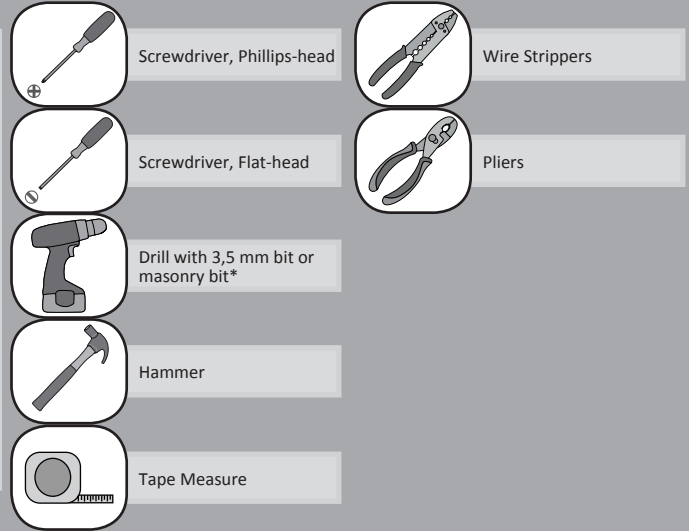 Screwdriver, Phillips-head
Screwdriver, Flat-head
Drill with 3,5 mm bit or
masonry bit*
Hammer
Tape Measure
Wire Strippers
Pliers